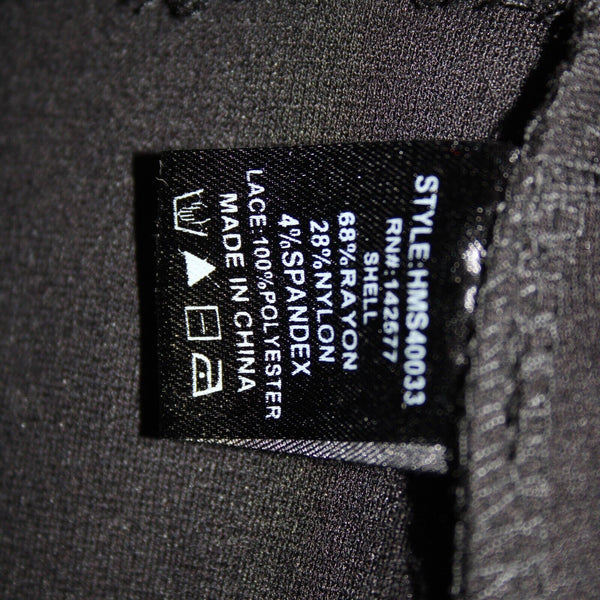 STYLE:HMS40033
RN#:142577
SHELL
68%RAYON
28%NYLON
4%SPANDEX
LACE:100%POLYESTER
MADE IN CHINA